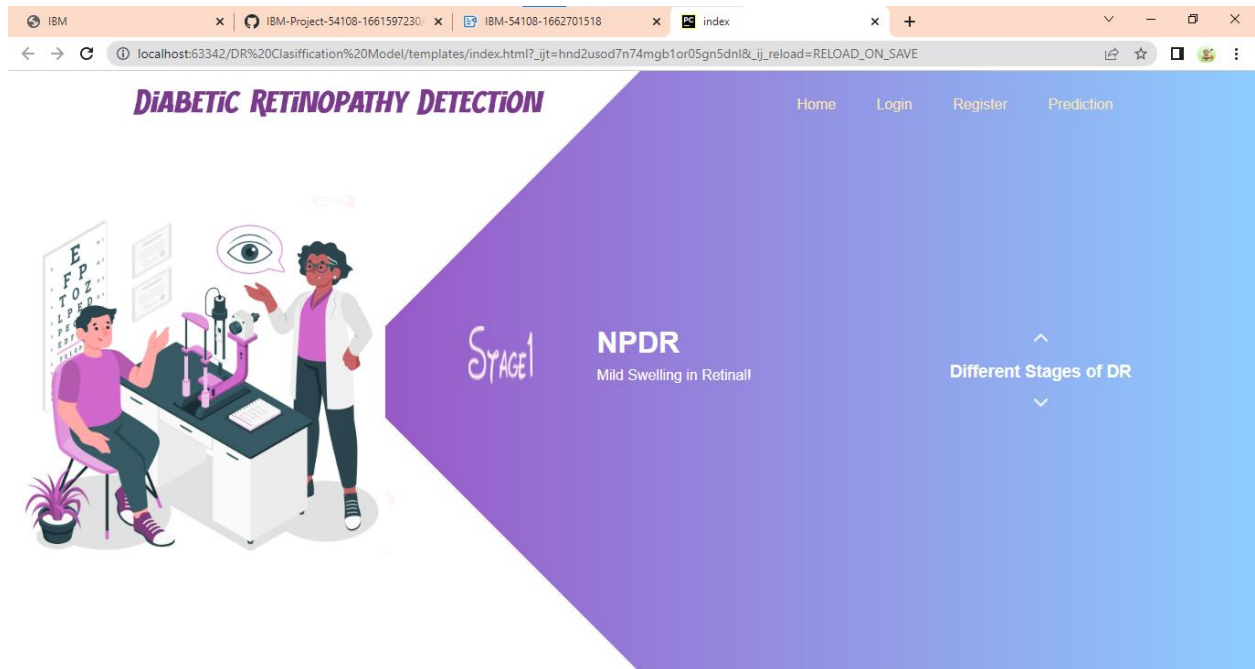 IBM
IBM-Project-54108-1661597230/
IBM-54108-1662701518
PC
index
localhost:63342/DR%20Clasiffication%20Model/templates/index.html?_ijt=hnd2usod7n74mgb1or05gn5dnl&_ij_reload=RELOAD_ON_SAVE
DiABETiC RETiNOPATHY DETECTiON
Home Login Register Prediction
E
F P
T O Z
L P E D
STAGE1
NPDR
Mild Swelling in Retinal!
Different Stages of DR